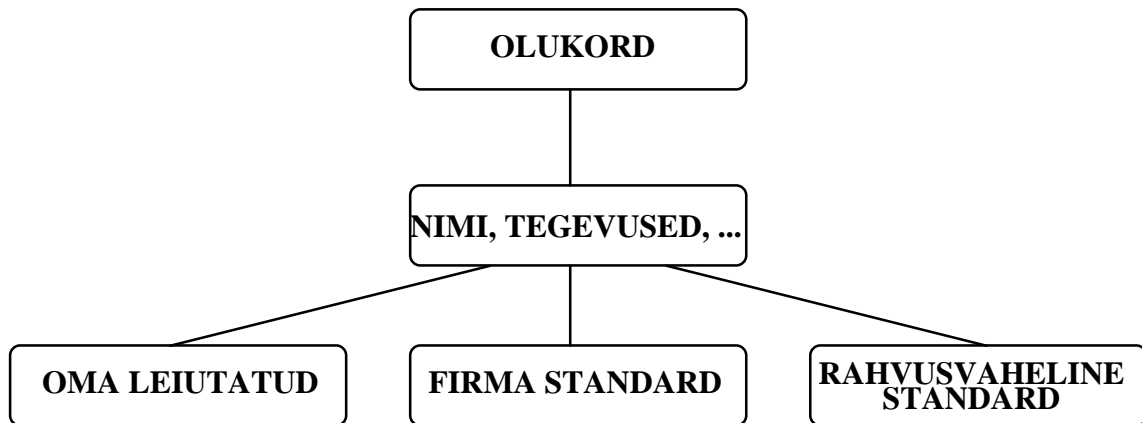 OLUKORD
NIMI, TEGEVUSED, ...
OMA LEIUTATUD
FIRMA STANDARD
RAHVUSVAHELINE
STANDARD